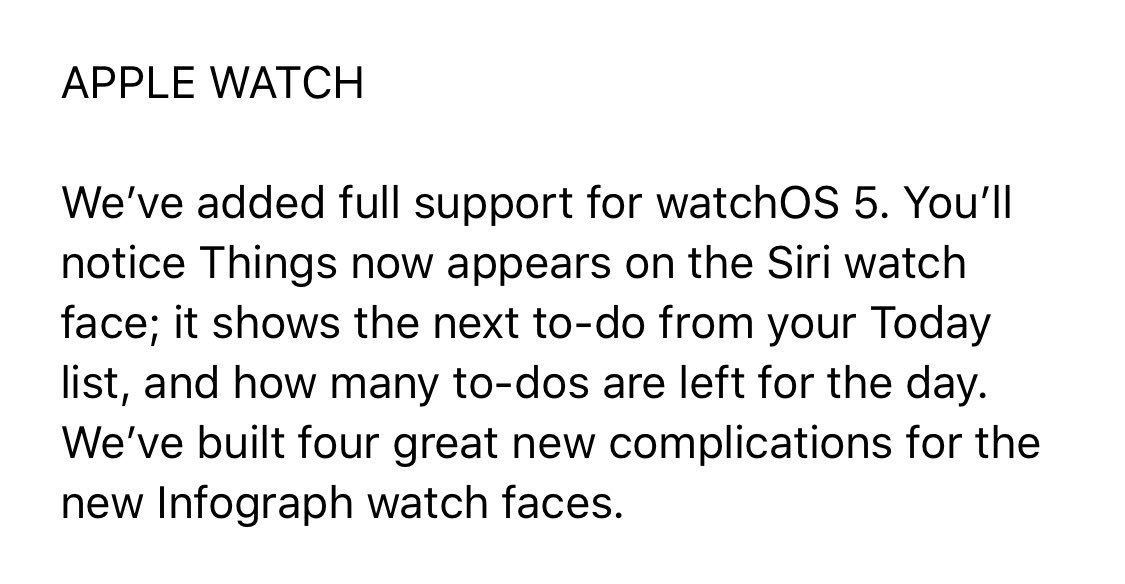 APPLE WATCH
We’ve added full support for watchOS 5. You’ll
notice Things now appears on the Siri watch
face; it shows the next to-do from your Today
list, and how many to-dos are left for the day.
We’ve built four great new complications for the
new Infograph watch faces.